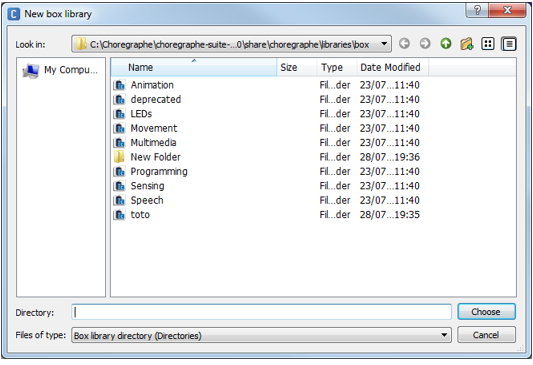 New box library
Look in: C:\Choregraphe\choregraphe-suite-...0\share\choregraphe\libraries\box
My Compu...
Name Size Type Date Modified
Animation Fil...der 23/07...11:40
deprecated Fil...der 23/07...11:40
LEDs Fil...der 23/07...11:40
Movement Fil...der 23/07...11:40
Multimedia Fil...der 23/07...11:40
New Folder Fil...der 28/07...19:36
Programming Fil...der 23/07...11:40
Sensing Fil...der 23/07...11:40
Speech Fil...der 23/07...11:40
toto Fil...der 28/07...19:35
Directory: Choose
Files of type: Box library directory (Directories) Cancel